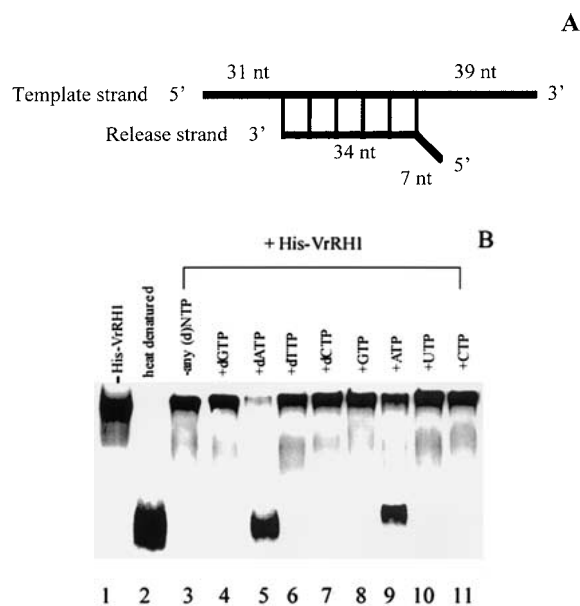 A
31 nt 39 nt
Template strand 5' 3'
Release strand 3' 34 nt 5'
7 nt
+ His-VrRH1 B
–His-VrRH1
heat denatured
-any (d)NTP
+dGTP
+dATP
+dTTP
+dCTP
+GTP
+ATP
+UTP
+CTP
1 2 3 4 5 6 7 8 9 10 11